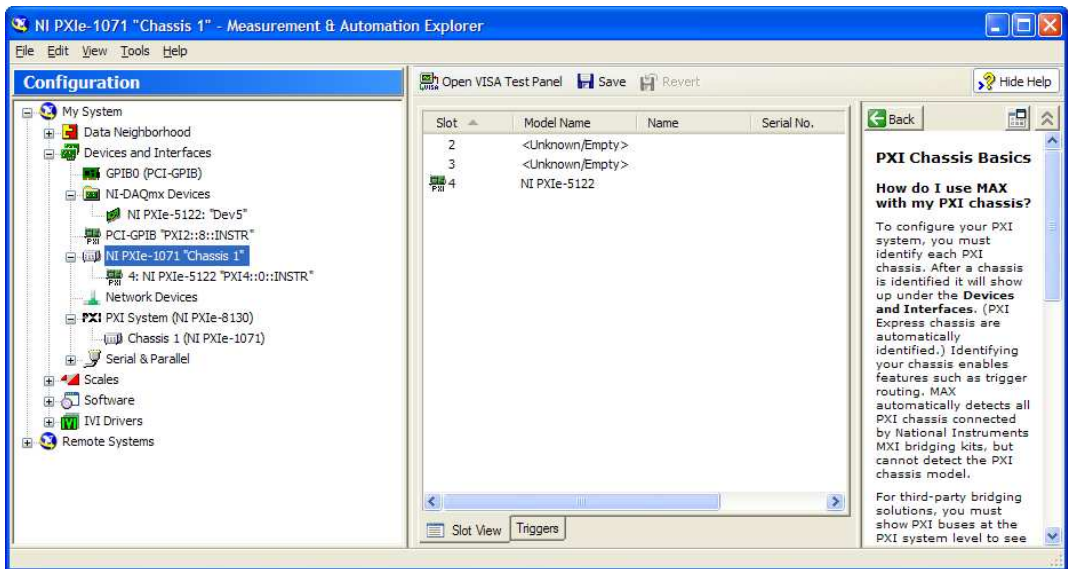 NI PXIe-1071 "Chassis 1" - Measurement & Automation Explorer
File Edit View Tools Help
Configuration
My System
Data Neighborhood
Devices and Interfaces
GPIB0 (PCI-GPIB)
NI-DAQmx Devices
NI PXIe-5122: "Dev5"
PCI-GPIB "PXI2::8::INSTR"
NI PXIe-1071 "Chassis 1"
4: NI PXIe-5122 "PXI4::0::INSTR"
Network Devices
PXI PXI System (NI PXIe-8130)
Chassis 1 (NI PXIe-1071)
Serial & Parallel
Scales
Software
IVI Drivers
Remote Systems
Open VISA Test Panel Save Revert
Hide Help
Slot Model Name Name Serial No.
2 <Unknown/Empty>
3 <Unknown/Empty>
PXI 4 NI PXIe-5122
Slot View Triggers
Back
PXI Chassis Basics
How do I use MAX
with my PXI chassis?
To configure your PXI
system, you must
identify each PXI
chassis. After a chassis
is identified it will show
up under the Devices
and Interfaces. (PXI
Express chassis are
automatically
identified.) Identifying
your chassis enables
features such as trigger
routing. MAX
automatically detects all
PXI chassis connected
by National Instruments
MXI bridging kits, but
cannot detect the PXI
chassis model.
For third-party bridging
solutions, you must
show PXI buses at the
PXI system level to see